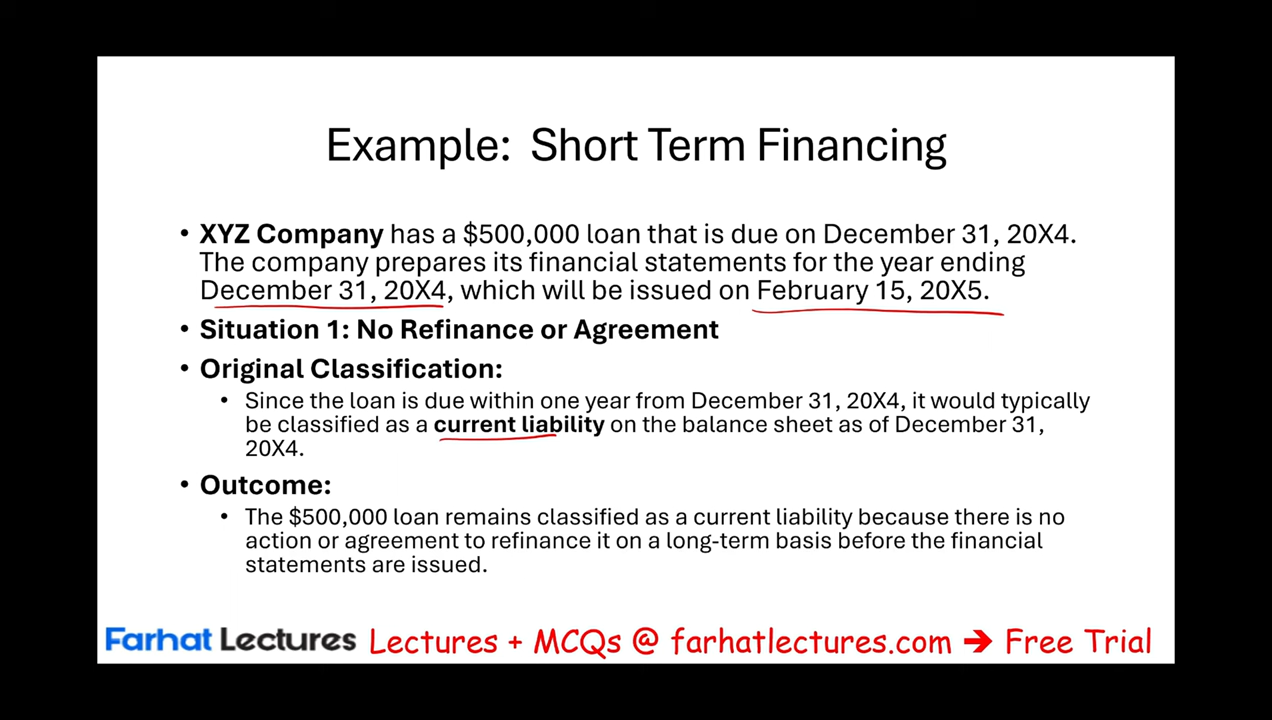 Example: Short Term Financing
• XYZ Company has a $500,000 loan that is due on December 31, 20X4.
The company prepares its financial statements for the year ending
December 31, 20X4, which will be issued on February 15, 20X5.
• Situation 1: No Refinance or Agreement
• Original Classification:
• Since the loan is due within one year from December 31, 20X4, it would typically
be classified as a current liability on the balance sheet as of December 31,
20X4.
• Outcome:
• The $500,000 loan remains classified as a current liability because there is no
action or agreement to refinance it on a long-term basis before the financial
statements are issued.
Farhat Lectures Lectures + MCQs @ farhatlectures.com ➔ Free Trial